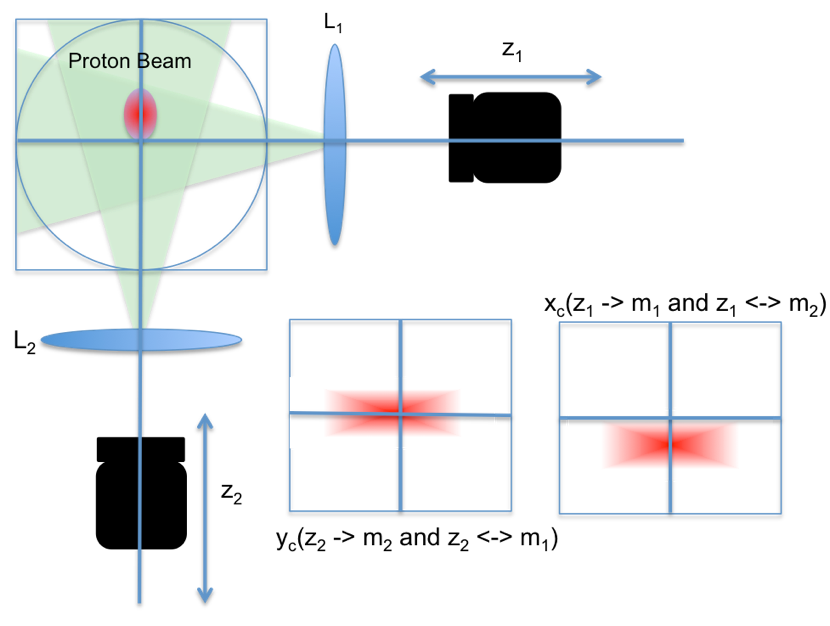 L₁
z₁
Proton Beam
xc(z₁ -> m₁ and z₁ <-> m₂)
L₂
z₂
yc(z₂ -> m₂ and z₂ <-> m₁)